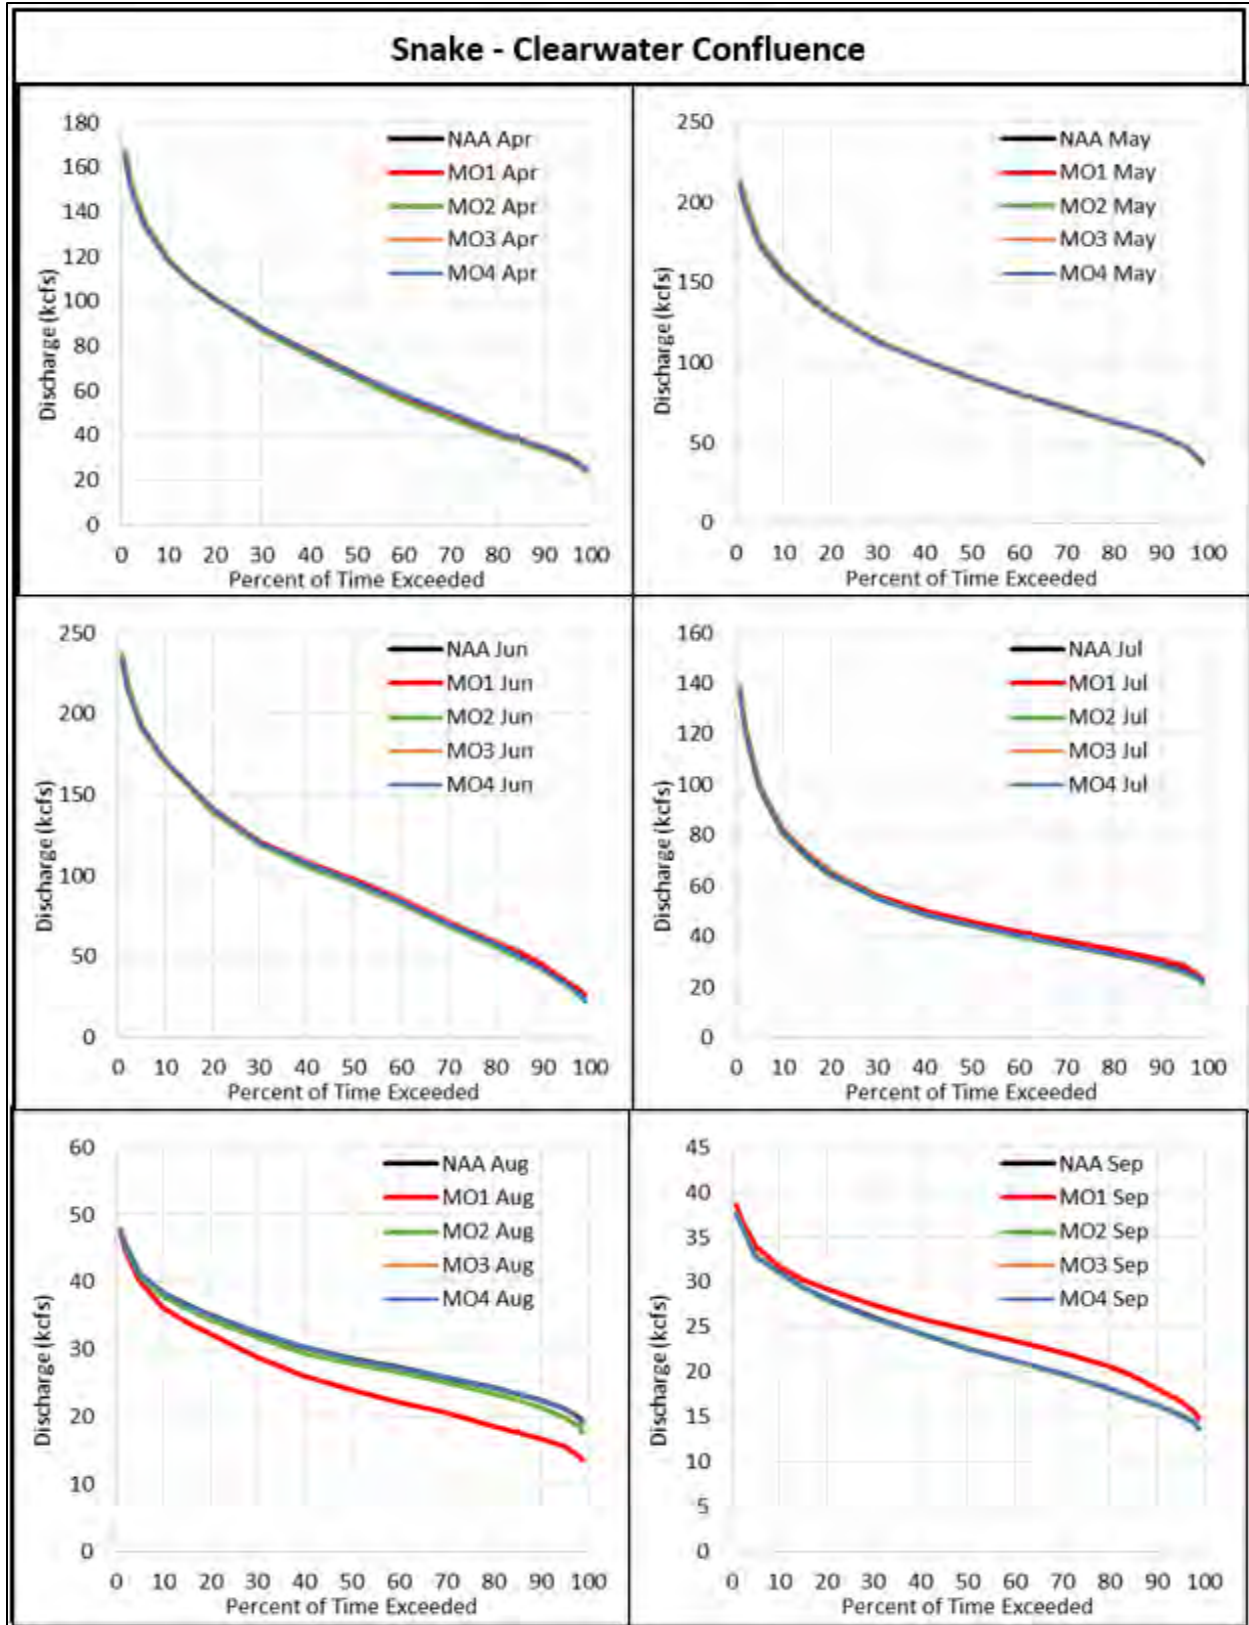 Snake - Clearwater Confluence
180
160
140
120
100
80
60
40
20
0
Discharge (kcfs)
NAA Apr
MO1 Apr
MO2 Apr
MO3 Apr
MO4 Apr
0 10 20 30 40 50 60 70 80 90 100
Percent of Time Exceeded
250
200
150
100
50
0
Discharge (kcfs)
NAA May
MO1 May
MO2 May
MO3 May
MO4 May
0 10 20 30 40 50 60 70 80 90 100
Percent of Time Exceeded
250
200
150
100
50
0
Discharge (kcfs)
NAA Jun
MO1 Jun
MO2 Jun
MO3 Jun
MO4 Jun
0 10 20 30 40 50 60 70 80 90 100
Percent of Time Exceeded
160
140
120
100
80
60
40
20
0
Discharge (kcfs)
NAA Jul
MO1 Jul
MO2 Jul
MO3 Jul
MO4 Jul
0 10 20 30 40 50 60 70 80 90 100
Percent of Time Exceeded
60
50
40
30
20
10
0
Discharge (kcfs)
NAA Aug
MO1 Aug
MO2 Aug
MO3 Aug
MO4 Aug
0 10 20 30 40 50 60 70 80 90 100
Percent of Time Exceeded
45
40
35
30
25
20
15
10
5
0
Discharge (kcfs)
NAA Sep
MO1 Sep
MO2 Sep
MO3 Sep
MO4 Sep
0 10 20 30 40 50 60 70 80 90 100
Percent of Time Exceeded